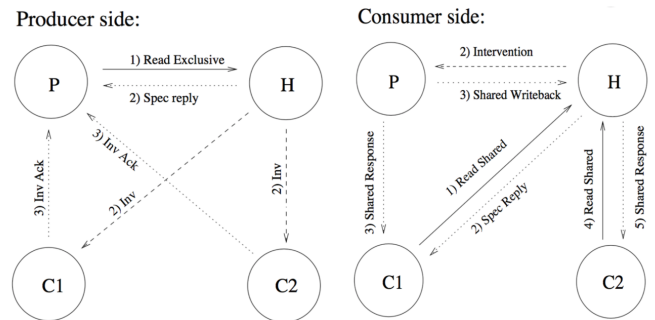 Producer side:
P
1) Read Exclusive
2) Spec reply
H
3) Inv Ack
3) Inv Ack
2) Inv
2) Inv
C1
C2
Consumer side:
2) Intervention
P
3) Shared Writeback
H
3) Shared Response
1) Read Shared
2) Spec Reply
4) Read Shared
5) Shared Response
C1
C2